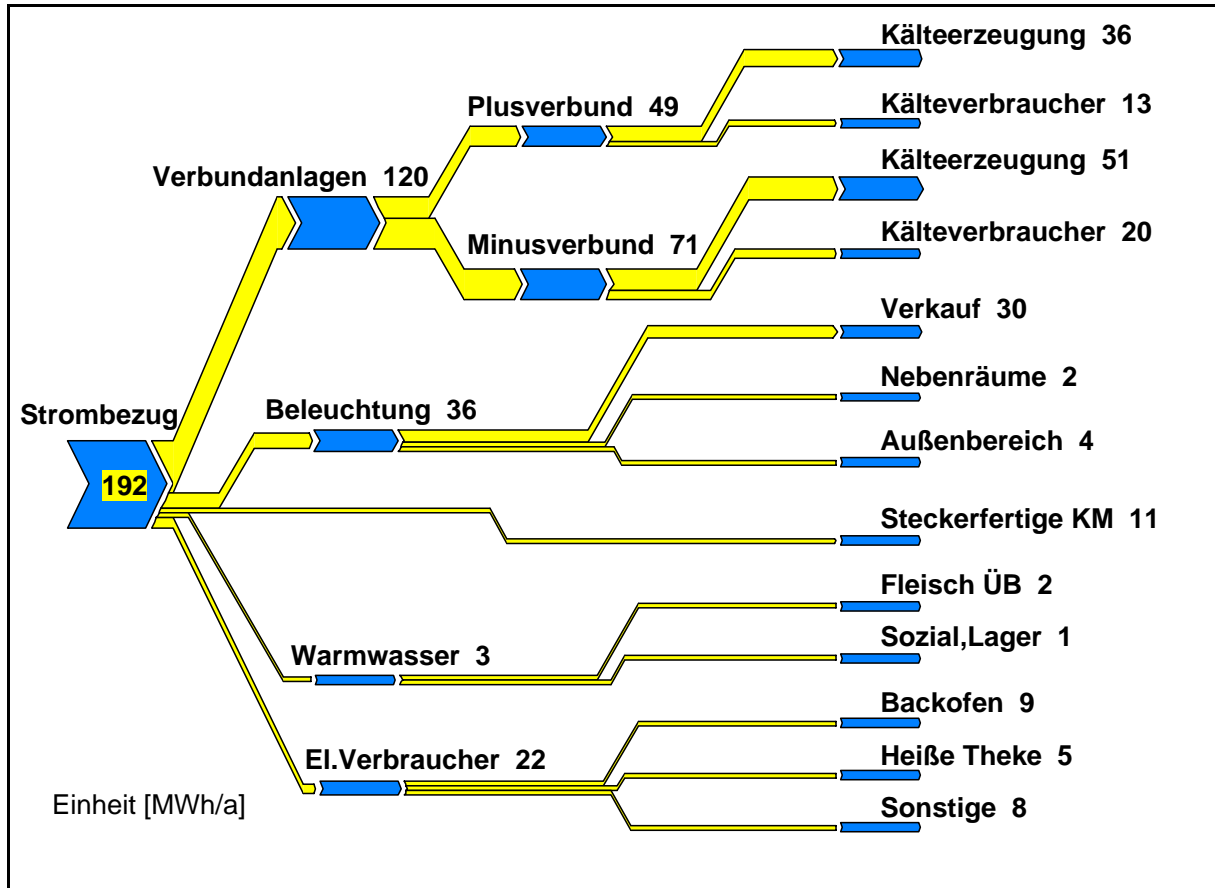 Kälteerzeugung 36
Plusverbund 49
Kälteverbraucher 13
Verbundanlagen 120
Kälteerzeugung 51
Minusverbund 71
Kälteverbraucher 20
Verkauf 30
Nebenräume 2
Strombezug
Beleuchtung 36
Außenbereich 4
192
Steckerfertige KM 11
Fleisch ÜB 2
Warmwasser 3
Sozial,Lager 1
Backofen 9
El.Verbraucher 22
Heiße Theke 5
Einheit [MWh/a]
Sonstige 8